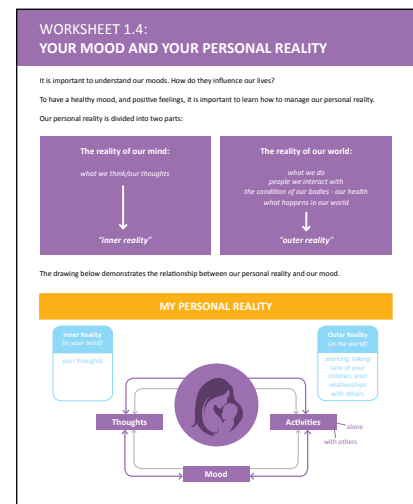 WORKSHEET 1.4:
YOUR MOOD AND YOUR PERSONAL REALITY
It is important to understand our moods. How do they influence our lives?
To have a healthy mood, and positive feelings, it is important to learn how to manage our personal reality.
Our personal reality is divided into two parts:
The reality of our mind:
what we think/our thoughts
"inner reality"
The reality of our world:
what we do
people we interact with
the condition of our bodies - our health
what happens in our world
"outer reality"
The drawing below demonstrates the relationship between our personal reality and our mood.
MY PERSONAL REALITY
Inner Reality
(in your mind)
your thoughts
Outer Reality
(in the world)
working, taking
care of your
children, your
relationships
with others
Thoughts
Activities
alone
with others
Mood